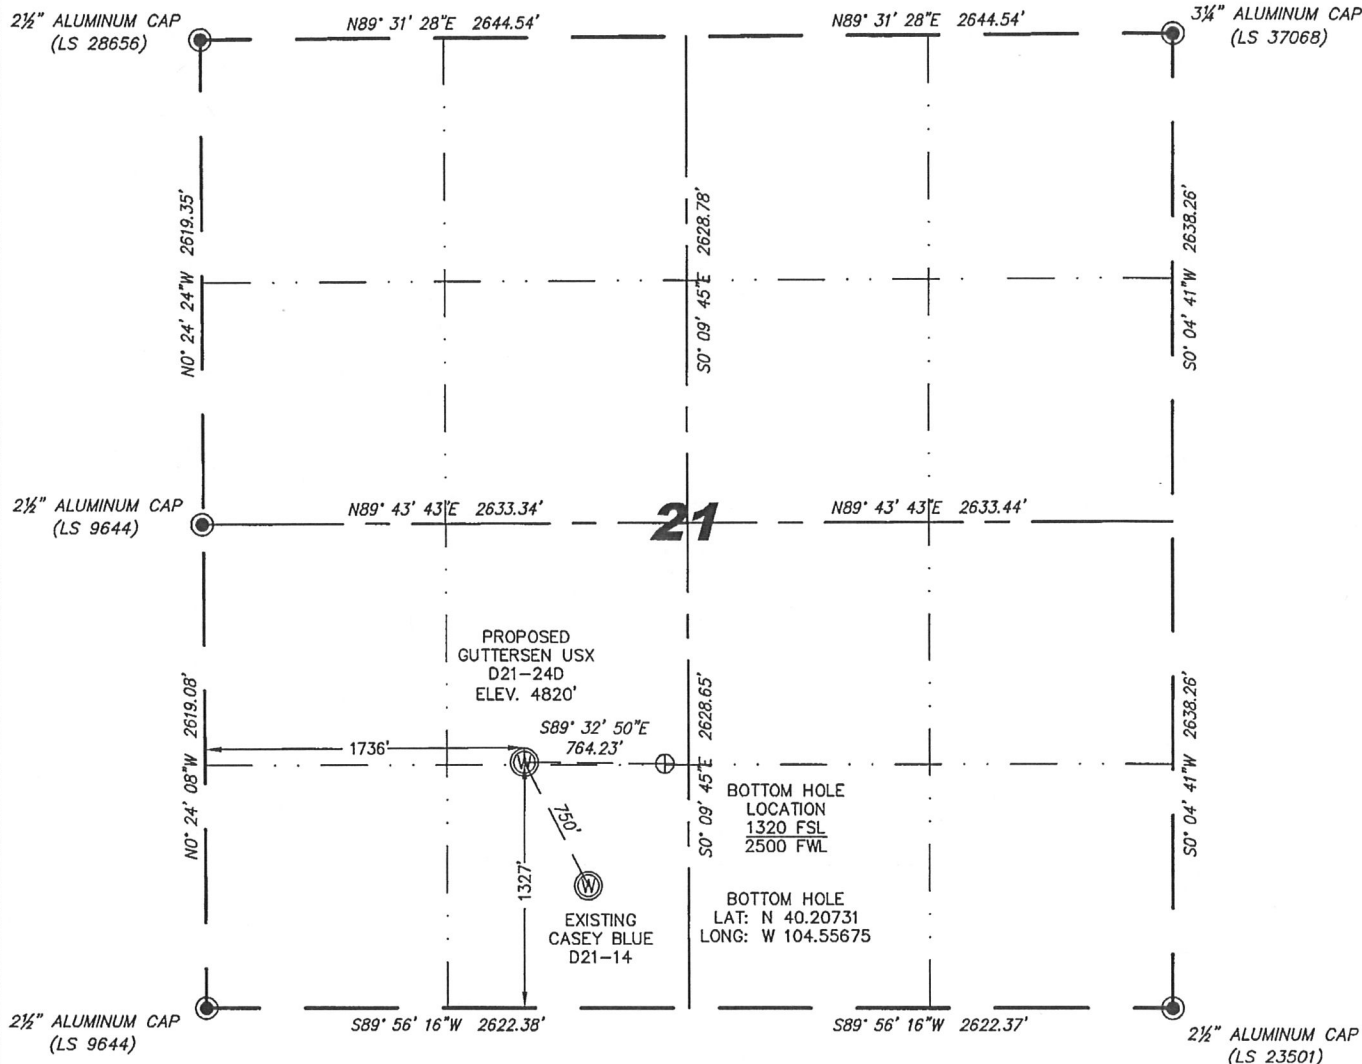 2½" ALUMINUM CAP
(LS 28656)
N89° 31' 28"E 2644.54'
N89° 31' 28"E 2644.54'
3¼" ALUMINUM CAP
(LS 37068)
N0° 24' 24"W 2619.35'
S0° 09' 45"E 2628.78'
S0° 04' 41"W 2638.26'
2½" ALUMINUM CAP
(LS 9644)
N89° 43' 43"E 2633.34'
21
N89° 43' 43"E 2633.44'
PROPOSED
GUTTERSEN USX
D21-24D
ELEV. 4820'
N0° 24' 08"W 2619.08'
1736'
S89° 32' 50"E
764.23'
W
S0° 09' 45"E 2628.65'
S0° 04' 41"W 2638.26'
BOTTOM HOLE
LOCATION
1320 FSL
2500 FWL
750'
1327'
W
EXISTING
CASEY BLUE
D21-14
BOTTOM HOLE
LAT: N 40.20731
LONG: W 104.55675
2½" ALUMINUM CAP
(LS 9644)
S89° 56' 16"W 2622.38'
S89° 56' 16"W 2622.37'
2½" ALUMINUM CAP
(LS 23501)